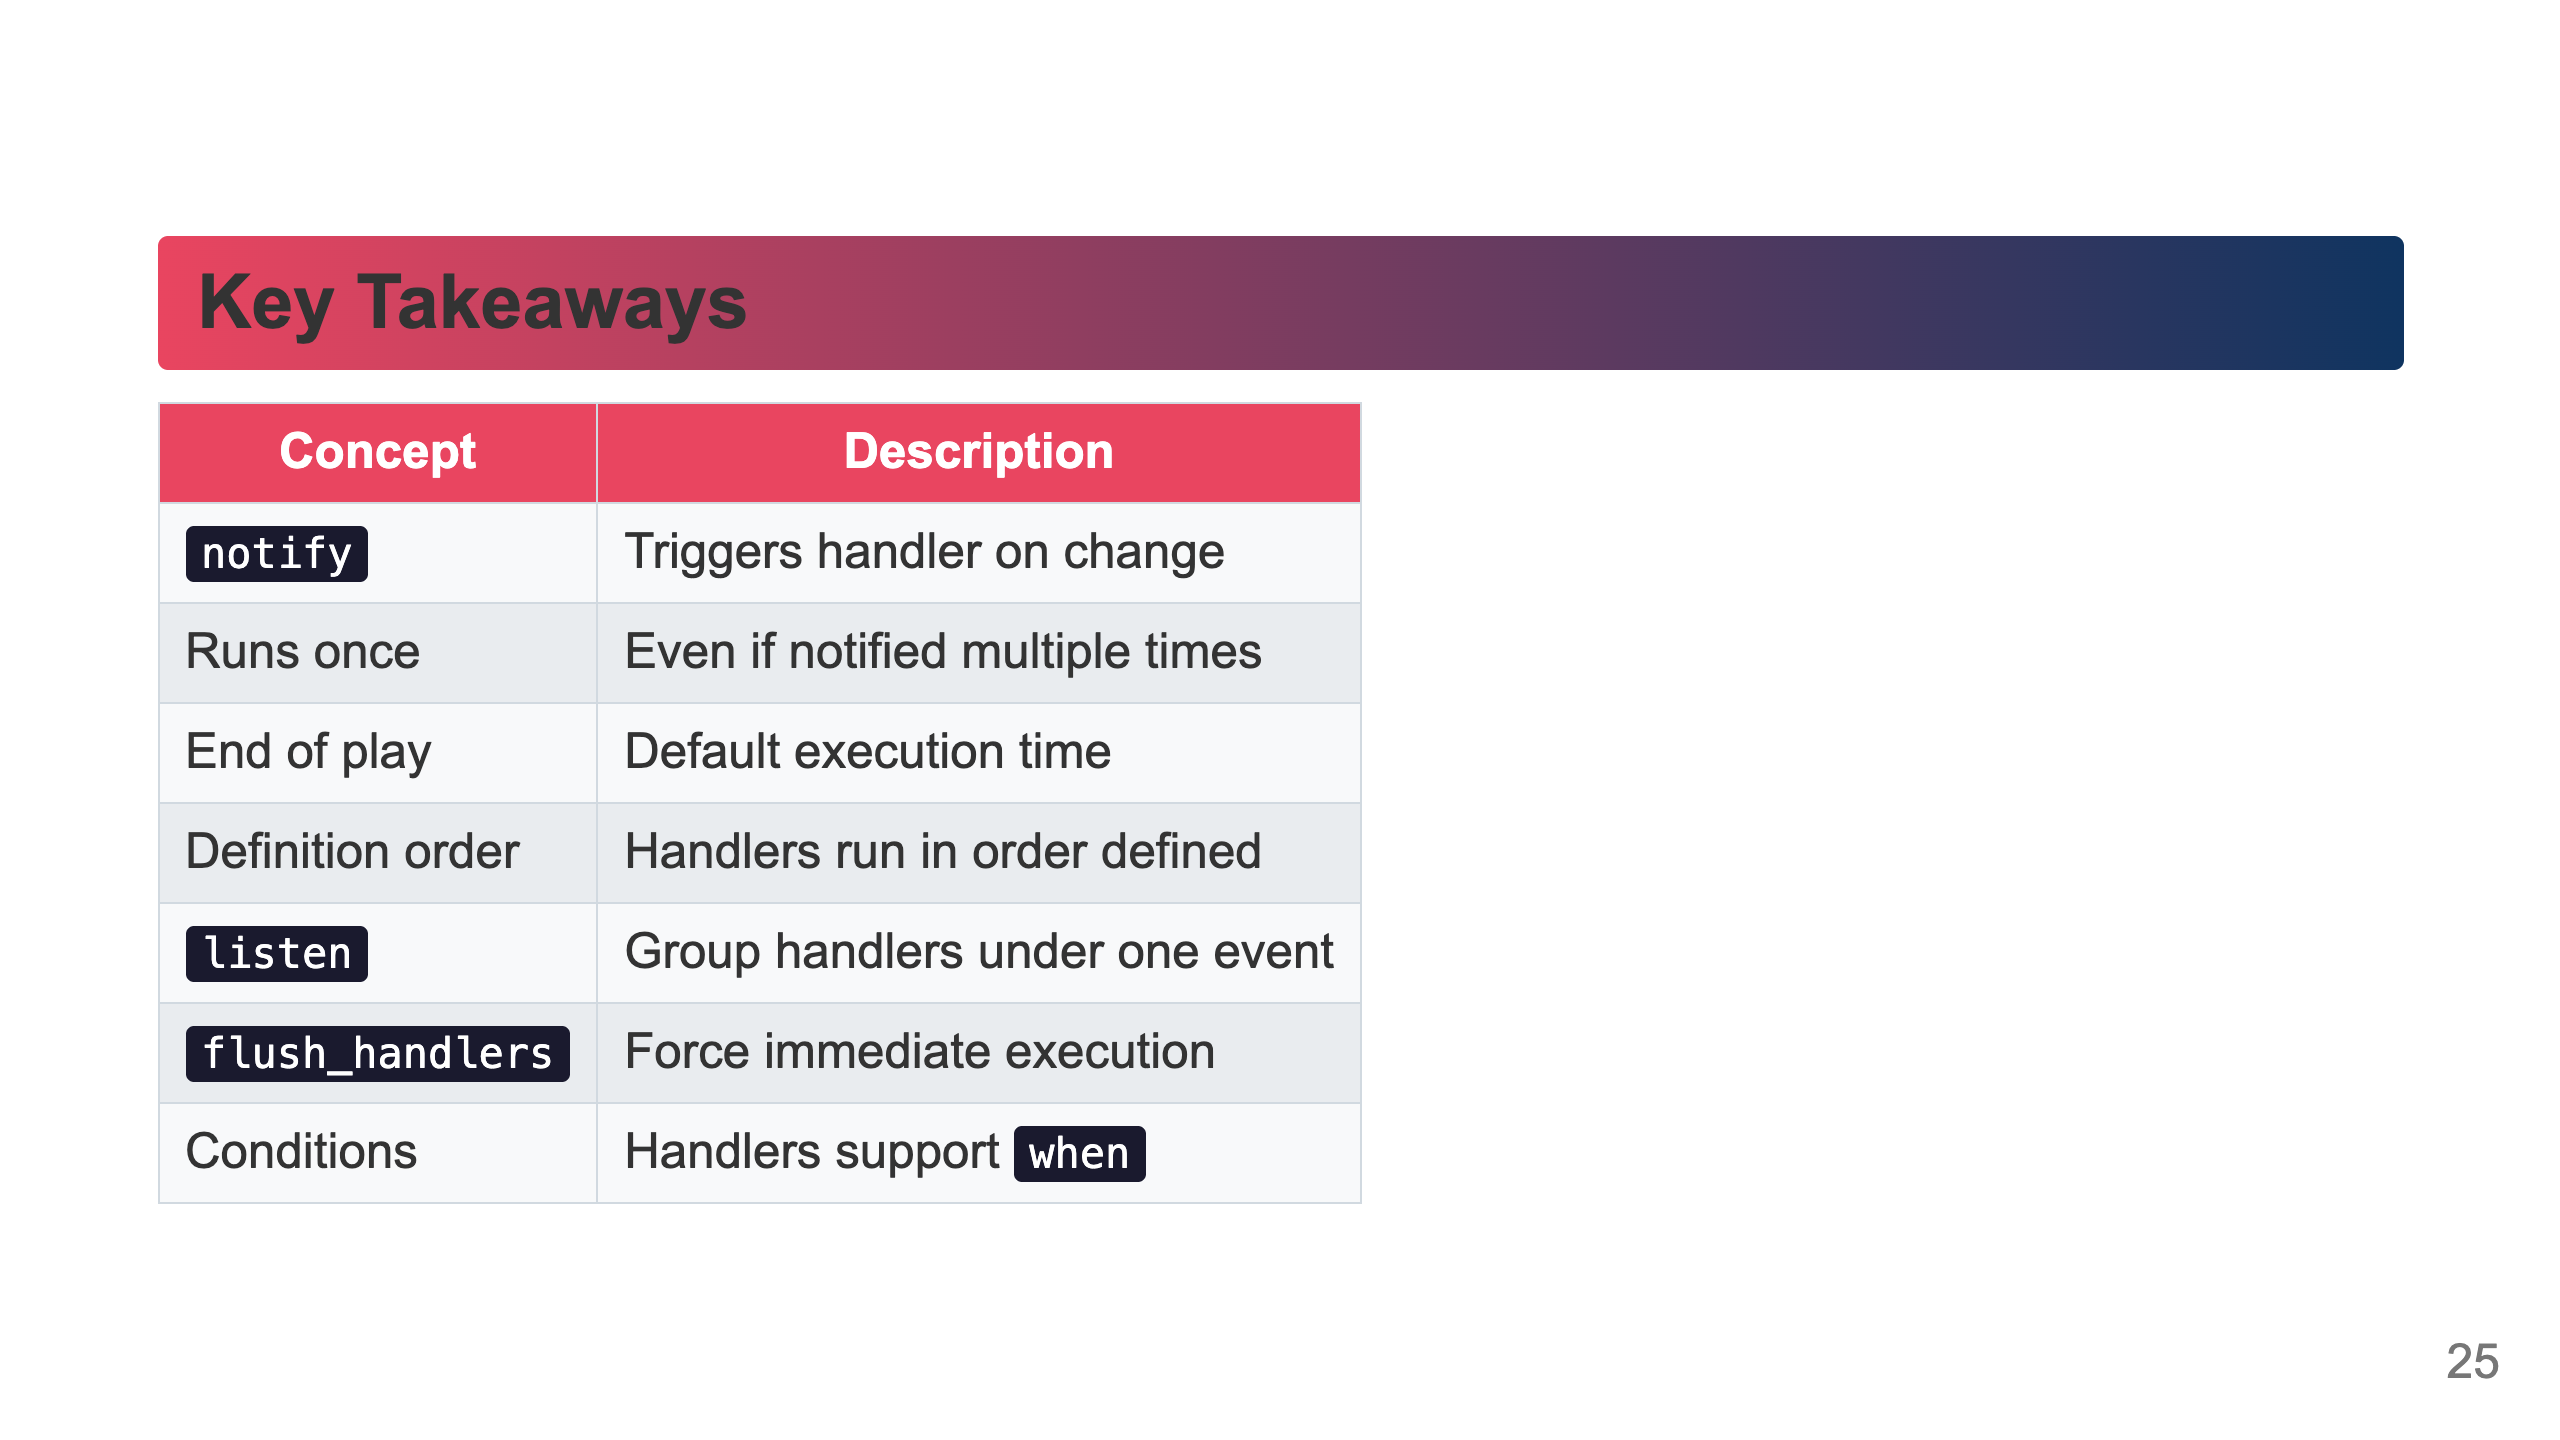 Key Takeaways
Concept Description
notify Triggers handler on change
Runs once Even if notified multiple times
End of play Default execution time
Definition order Handlers run in order defined
listen Group handlers under one event
flush_handlers Force immediate execution
Conditions Handlers support when
25